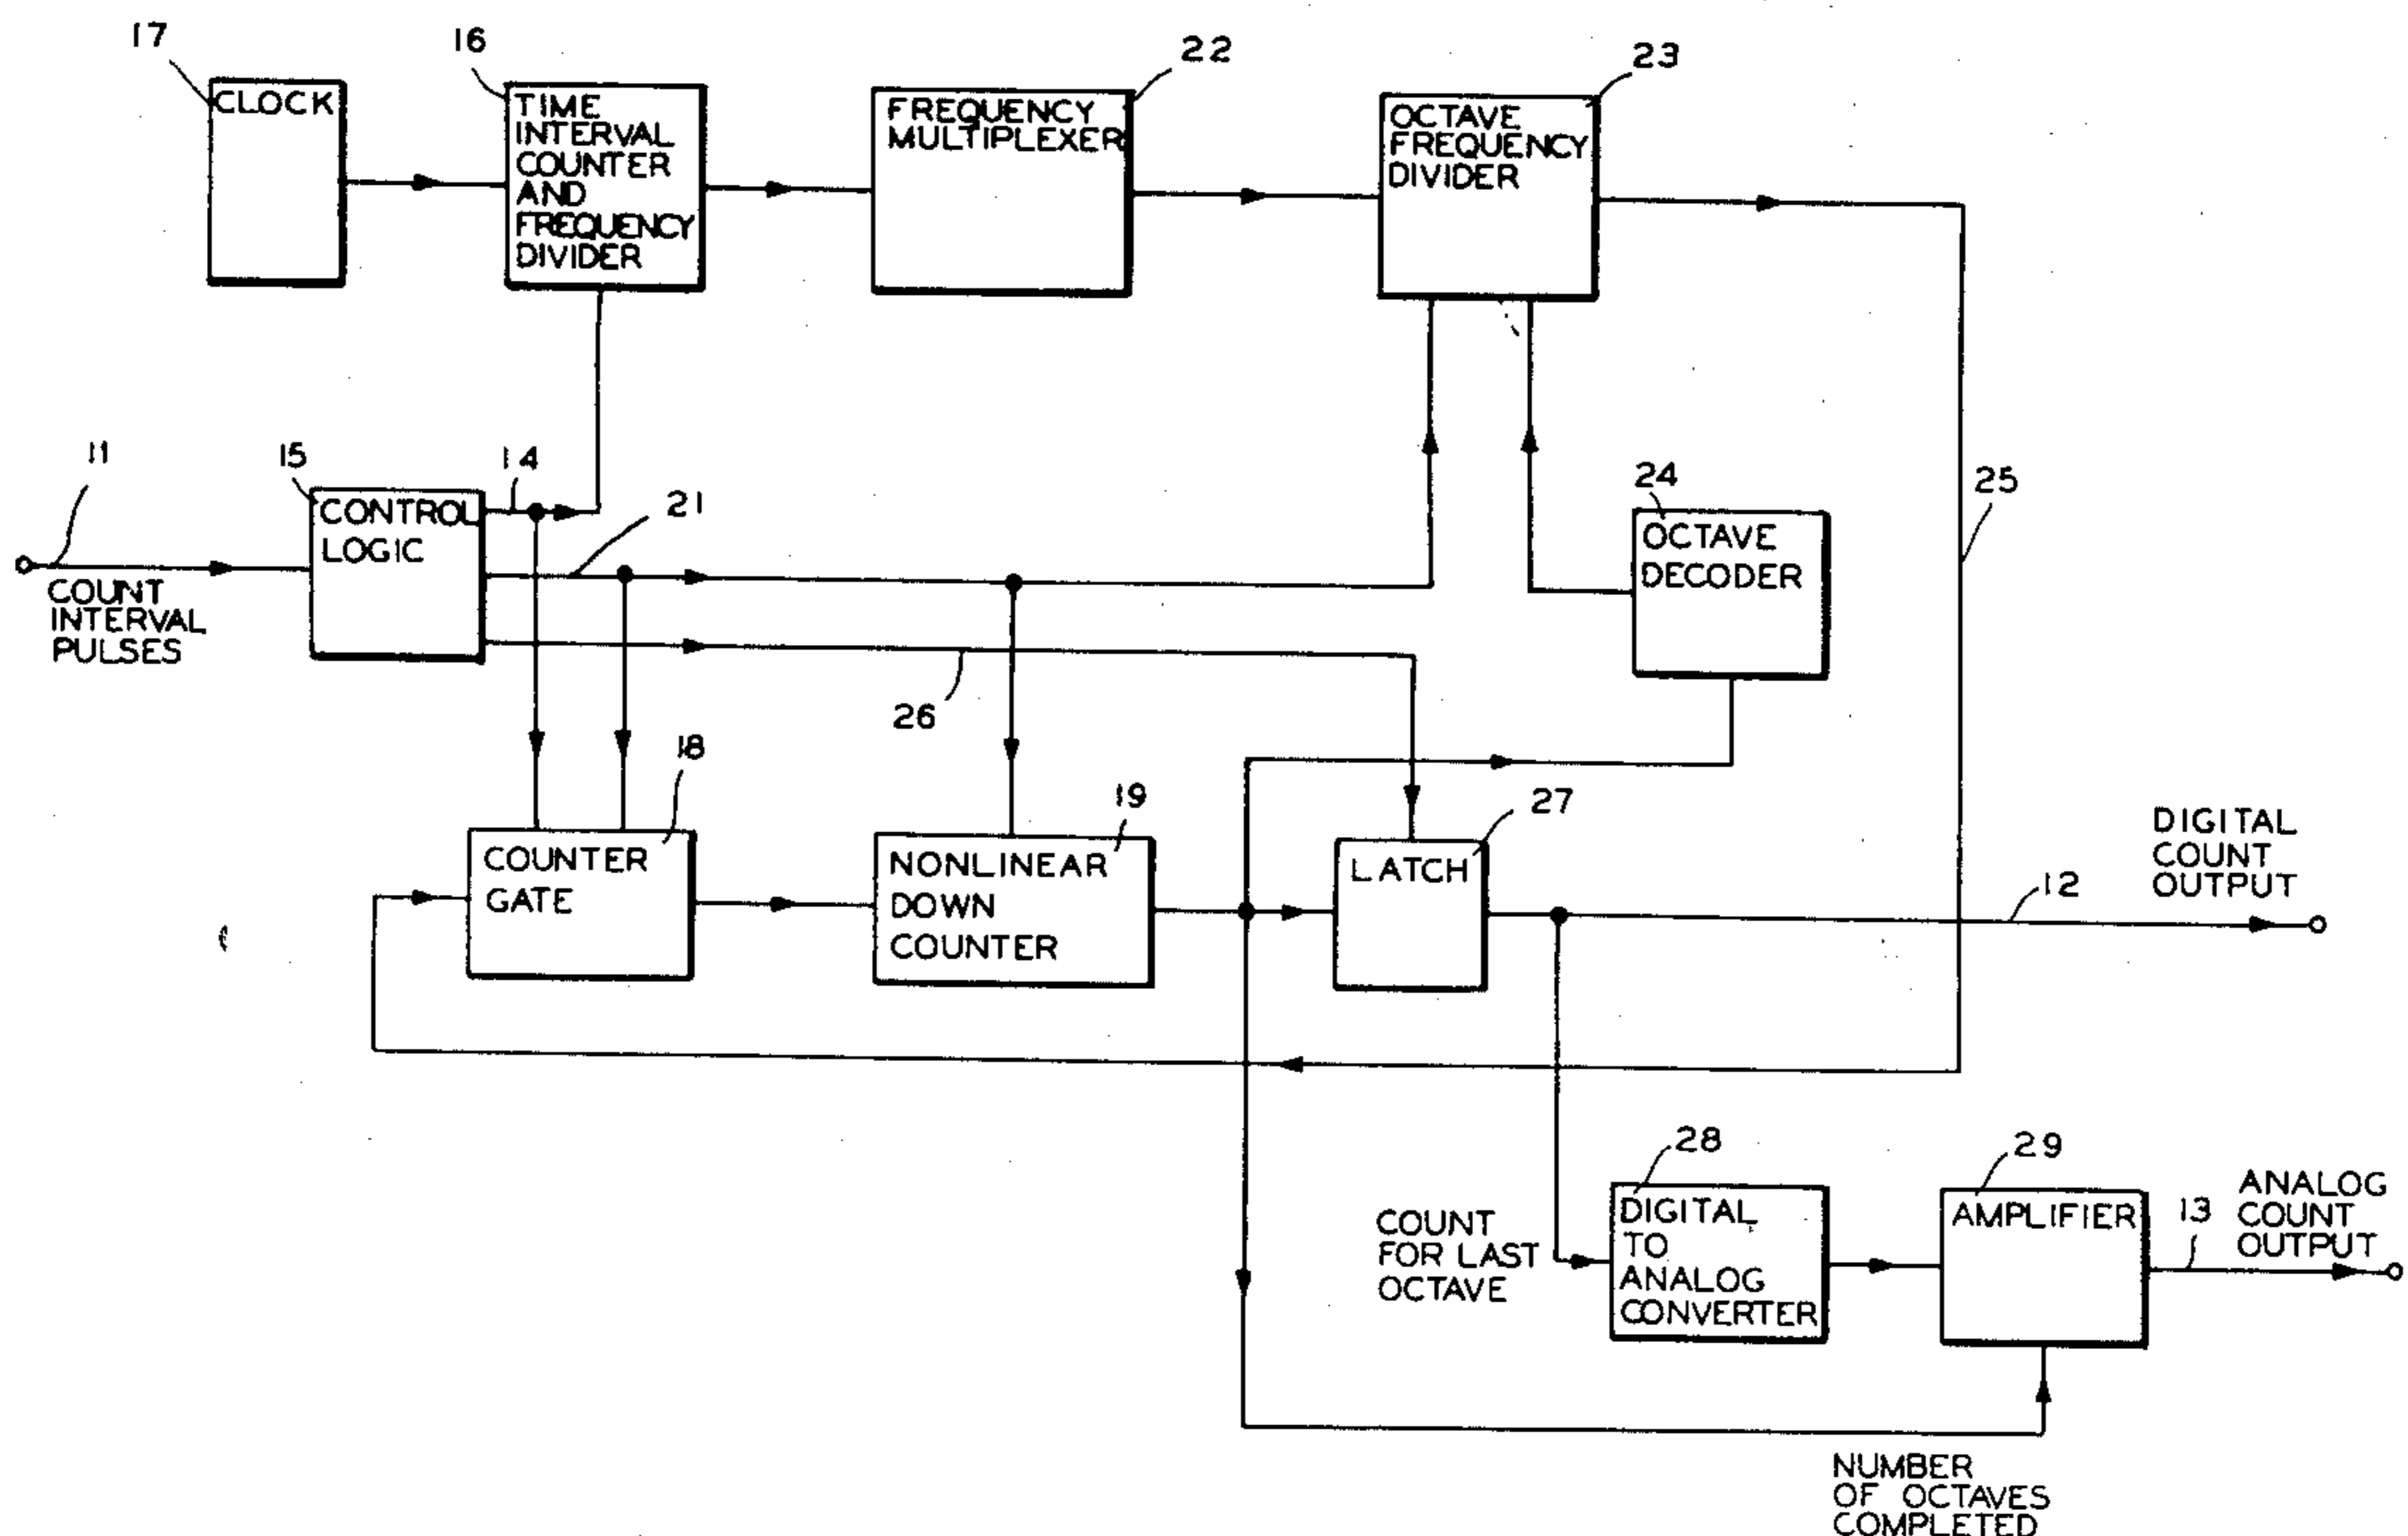 17
CLOCK
16
TIME
INTERVAL
COUNTER
AND
FREQUENCY
DIVIDER
22
FREQUENCY
MULTIPLEXER
23
OCTAVE
FREQUENCY
DIVIDER
11
COUNT
INTERVAL
PULSES
15
CONTROL
LOGIC
14
21
26
24
OCTAVE
DECODER
25
18
COUNTER
GATE
19
NONLINEAR
DOWN
COUNTER
27
LATCH
DIGITAL
COUNT
OUTPUT
12
COUNT
FOR LAST
OCTAVE
28
DIGITAL
TO
ANALOG
CONVERTER
29
AMPLIFIER
13
ANALOG
COUNT
OUTPUT
NUMBER
OF OCTAVES
COMPLETED